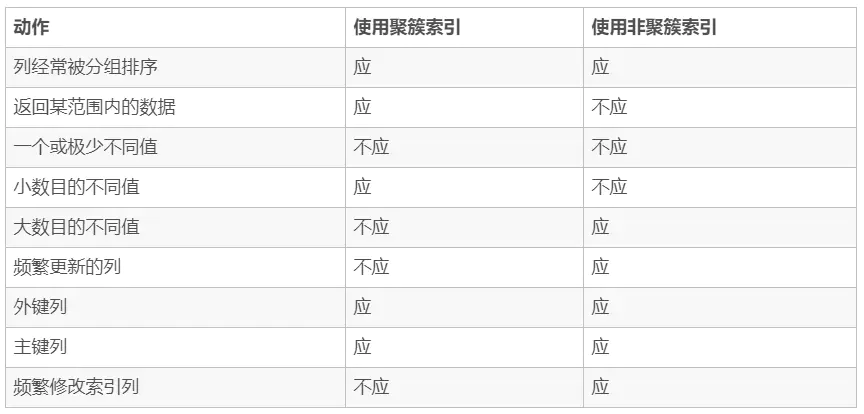 动作 使用聚簇索引 使用非聚簇索引
列经常被分组排序 应 应
返回某范围内的数据 应 不应
一个或极少不同值 不应 不应
小数目的不同值 应 不应
大数目的不同值 不应 应
频繁更新的列 不应 应
外键列 应 应
主键列 应 应
频繁修改索引列 不应 应